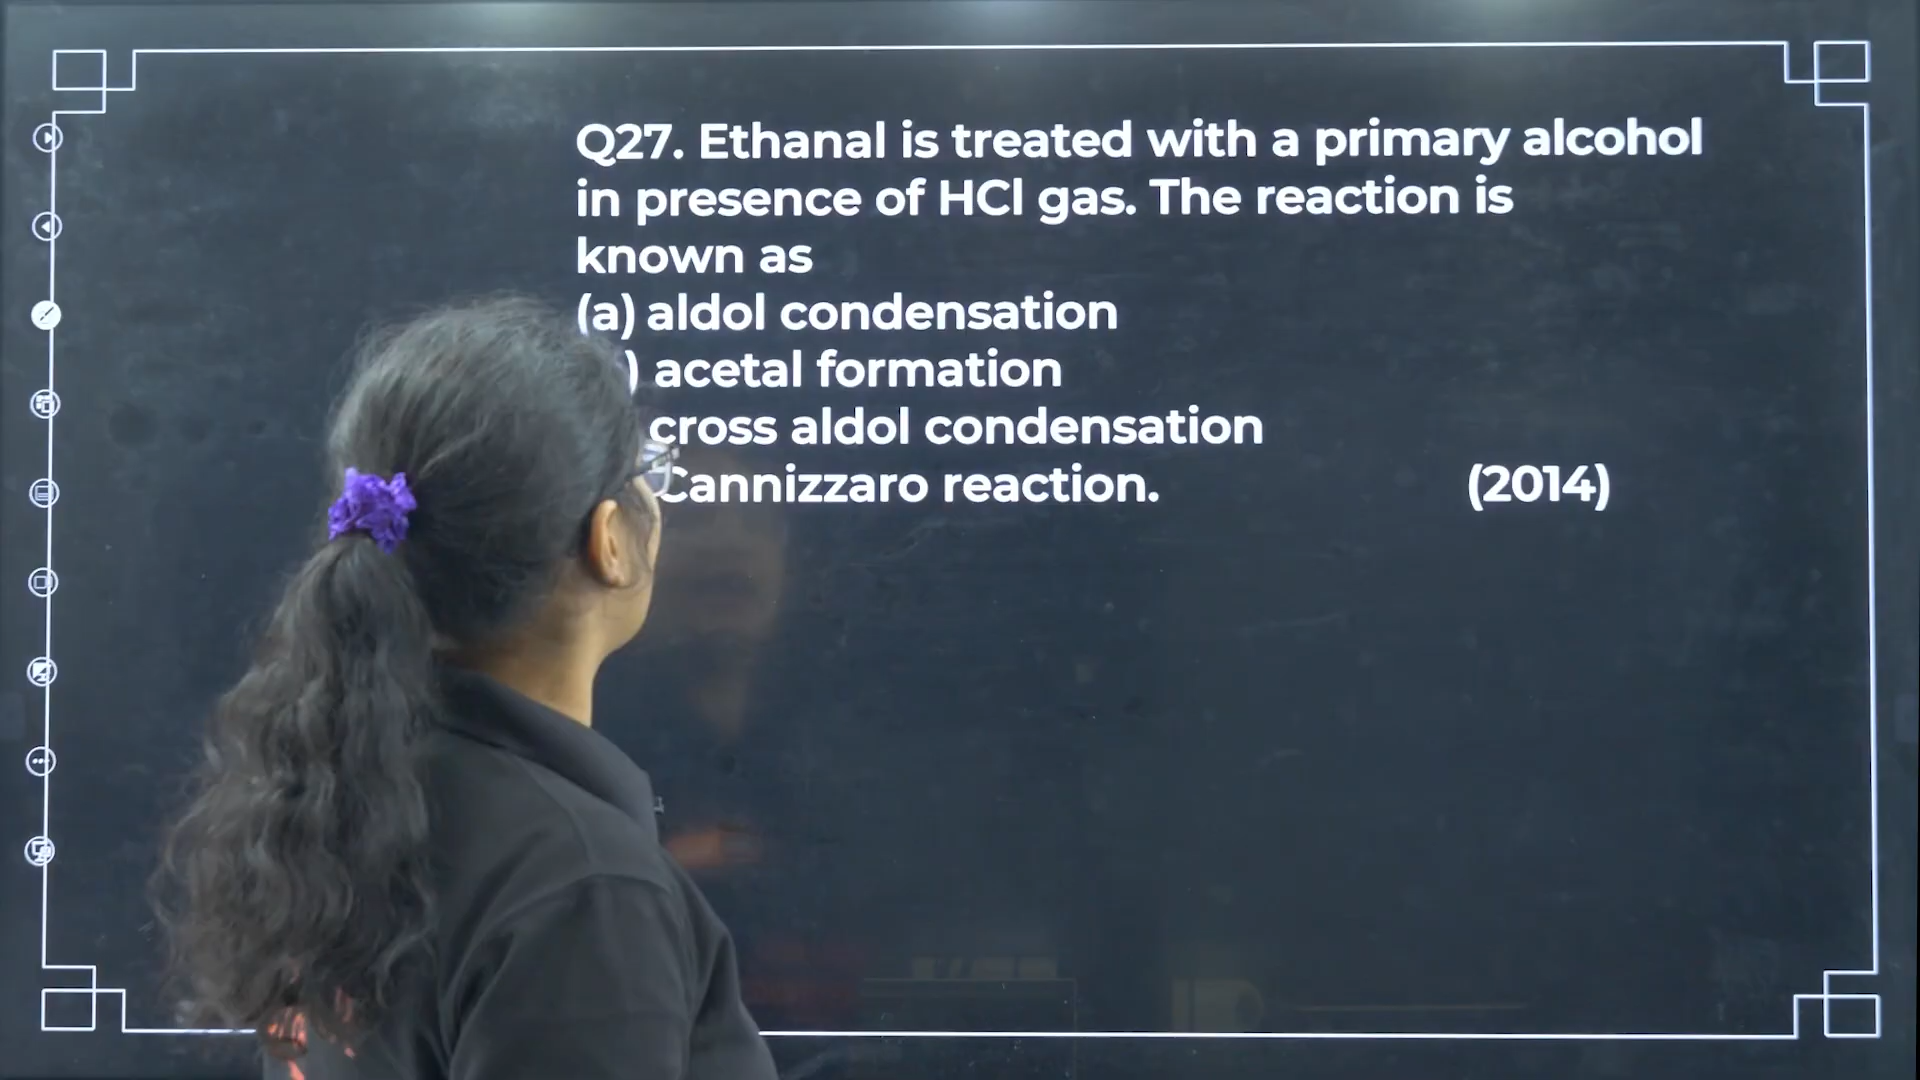 Q27. Ethanal is treated with a primary alcohol
in presence of HCl gas. The reaction is
known as
(a) aldol condensation
) acetal formation
cross aldol condensation
Cannizzaro reaction. (2014)